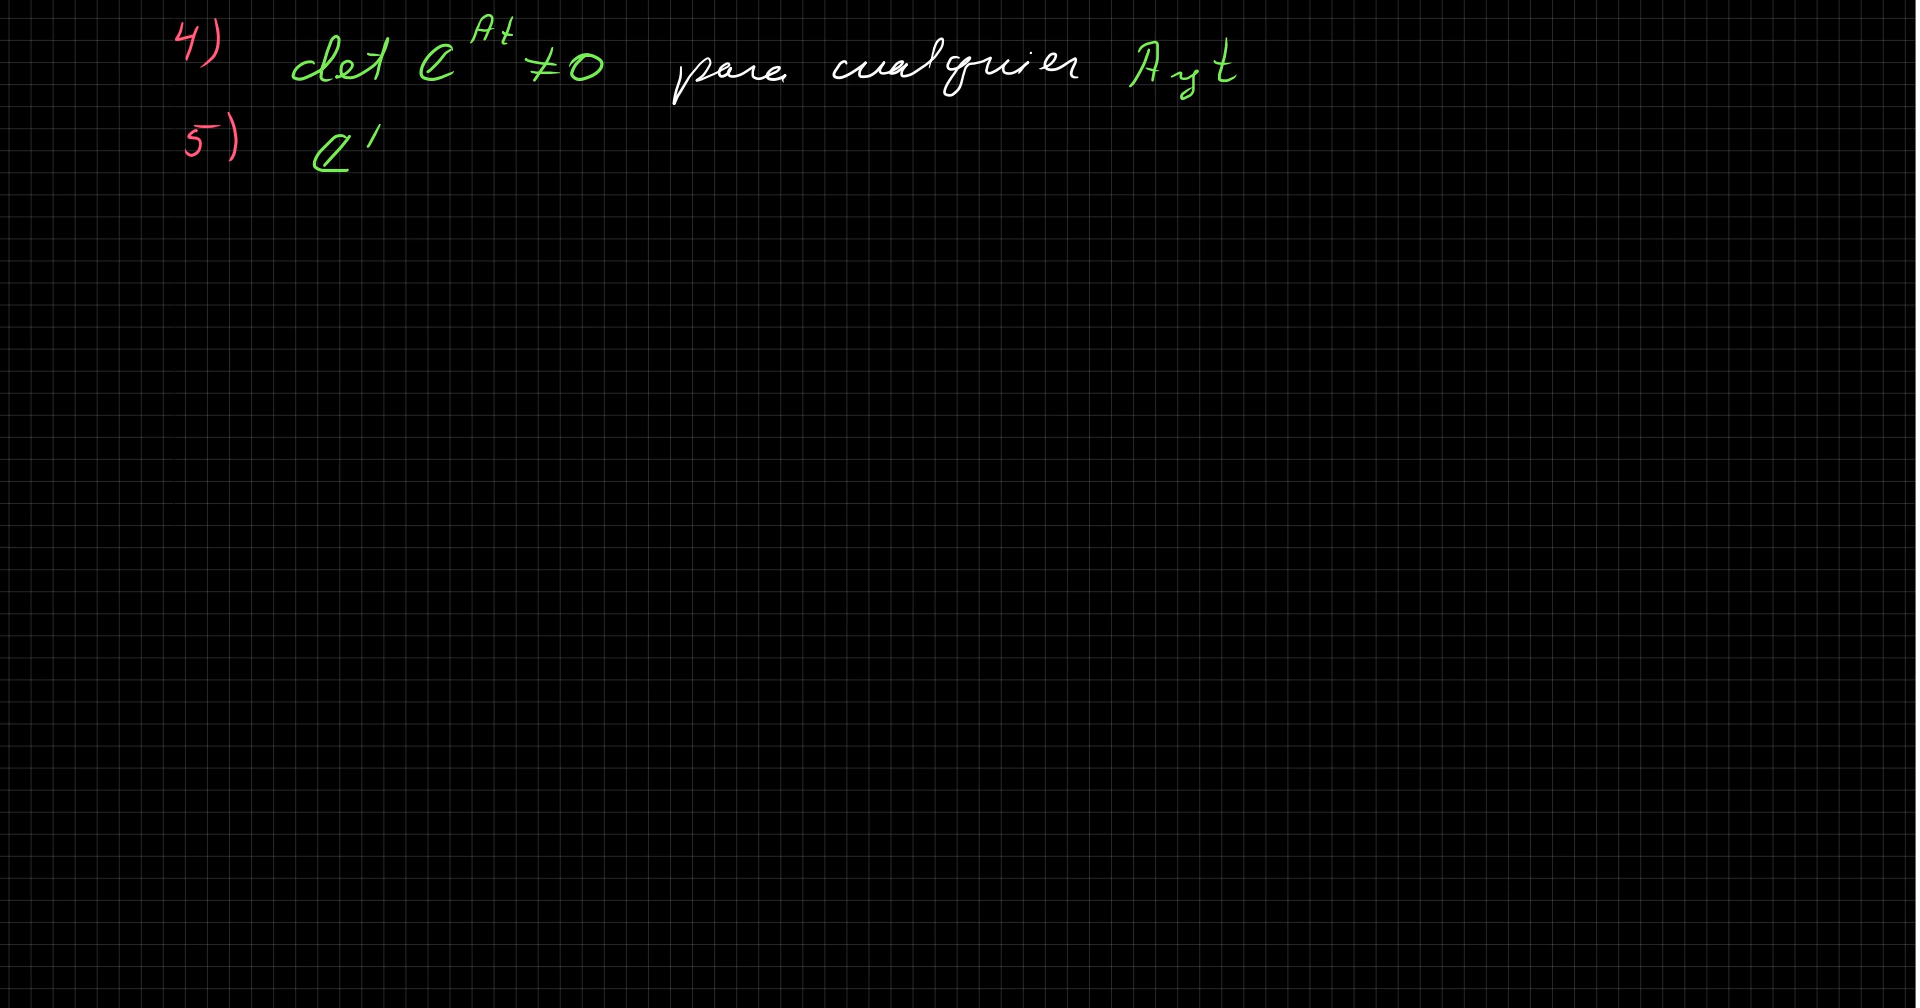 4) det e^{At} ≠ 0 para cualquier A y t
5) e'